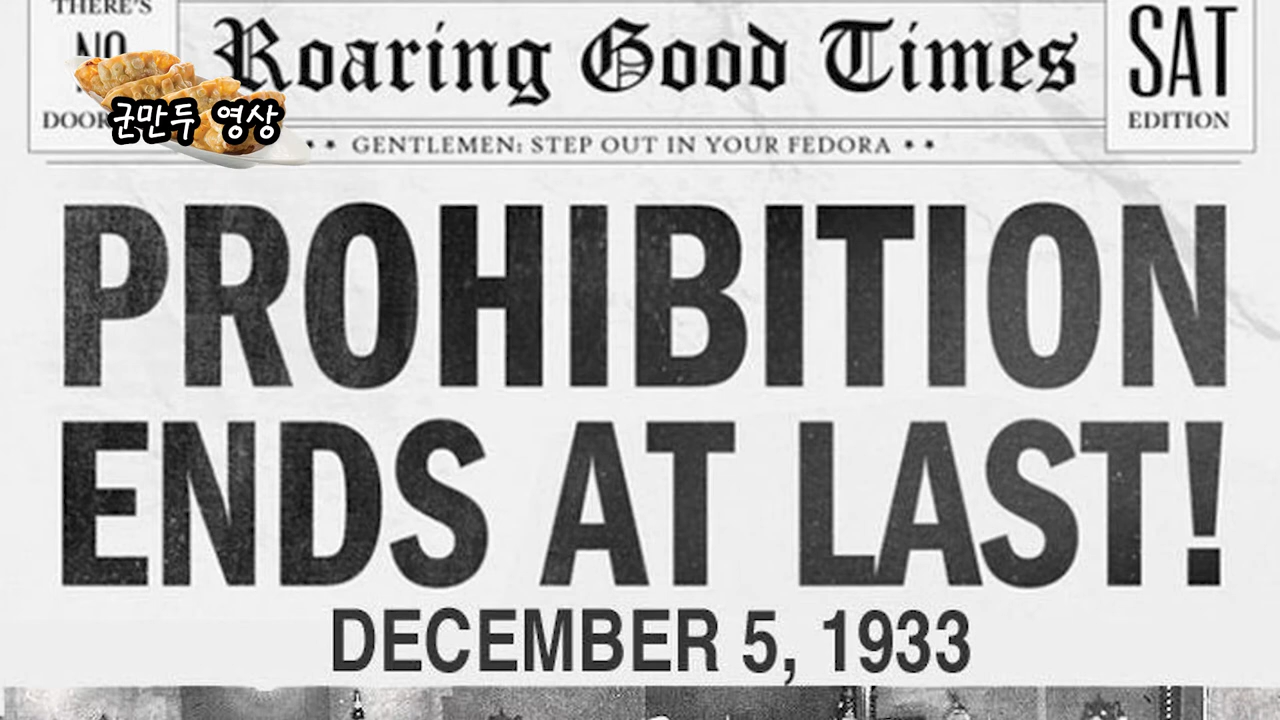 THERE'S
NO
DOOR
군만두 영상
Roaring Good Times
SAT
EDITION
GENTLEMEN: STEP OUT IN YOUR FEDORA
PROHIBITION
ENDS AT LAST!
DECEMBER 5, 1933